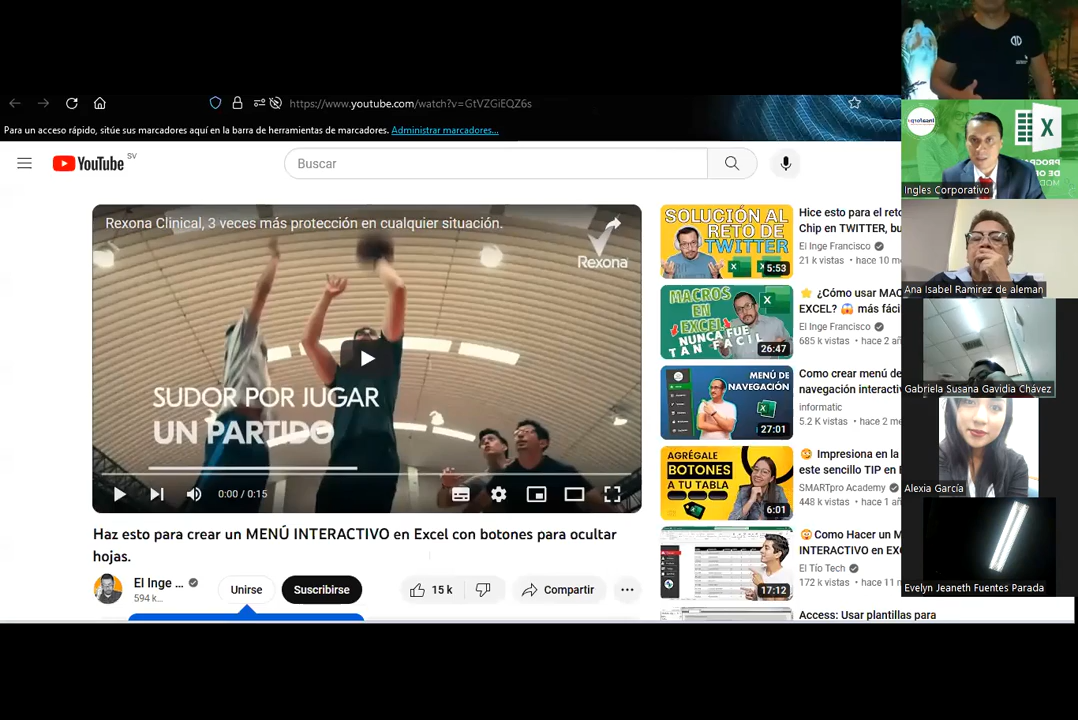 https://www.youtube.com/watch?v=GtVZGiEQZ6s
Para un acceso rápido, sitúe sus marcadores aquí en la barra de herramientas de marcadores. Administrar marcadores...
YouTube SV
Buscar
Rexona Clinical, 3 veces más protección en cualquier situación.
Rexona
SUDOR POR JUGAR
UN PARTIDO
0:00 / 0:15
Haz esto para crear un MENÚ INTERACTIVO en Excel con botones para ocultar
hojas.
El Inge ...
594 k...
Unirse
Suscribirse
15 k
Compartir
SOLUCIÓN AL
RETO DE
TWITTER
5:53
Hice esto para el reto
Chip en TWITTER, bu
El Inge Francisco
21 k vistas • hace 10 m
MACROS
EN
EXCEL
NUNCA FUE
TAN FACIL
26:47
¿Cómo usar MAC
EXCEL? más fáci
El Inge Francisco
685 k vistas • hace 2 añ
MENÚ DE
NAVEGACIÓN
27:01
Como crear menú de
navegación interactiv
informatic
5.2 K vistas • hace 2 me
AGRÉGALE
BOTONES
A TU TABLA
6:01
Impresiona en la
este sencillo TIP en
SMARTpro Academy
448 k vistas • hace 1 añ
17:12
Como Hacer un M
INTERACTIVO en EXC
El Tío Tech
172 k vistas • hace 11 m
Access: Usar plantillas para
Ingles Corporativo
Ana Isabel Ramirez de aleman
Gabriela Susana Gavidia Chávez
Alexia García
Evelyn Jeaneth Fuentes Parada